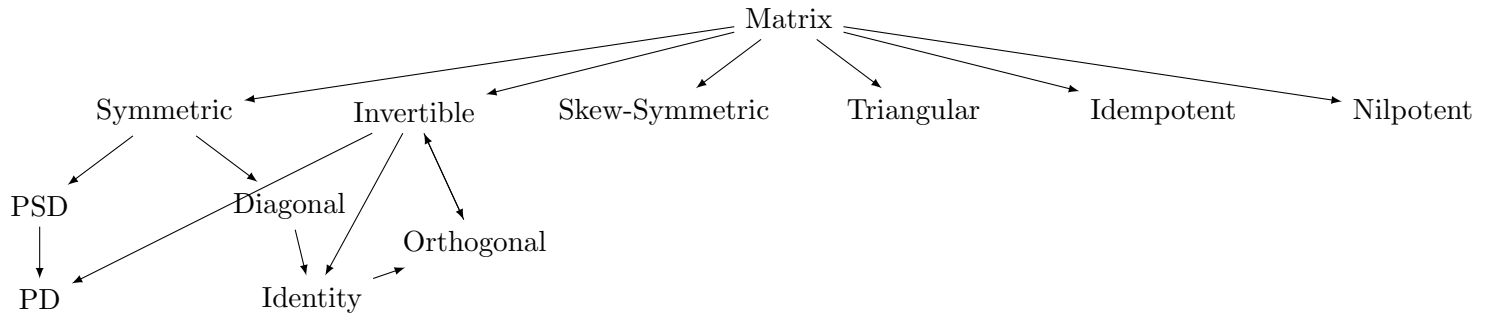 Matrix
Symmetric
Invertible
Skew-Symmetric
Triangular
Idempotent
Nilpotent
PSD
Diagonal
Orthogonal
PD
Identity